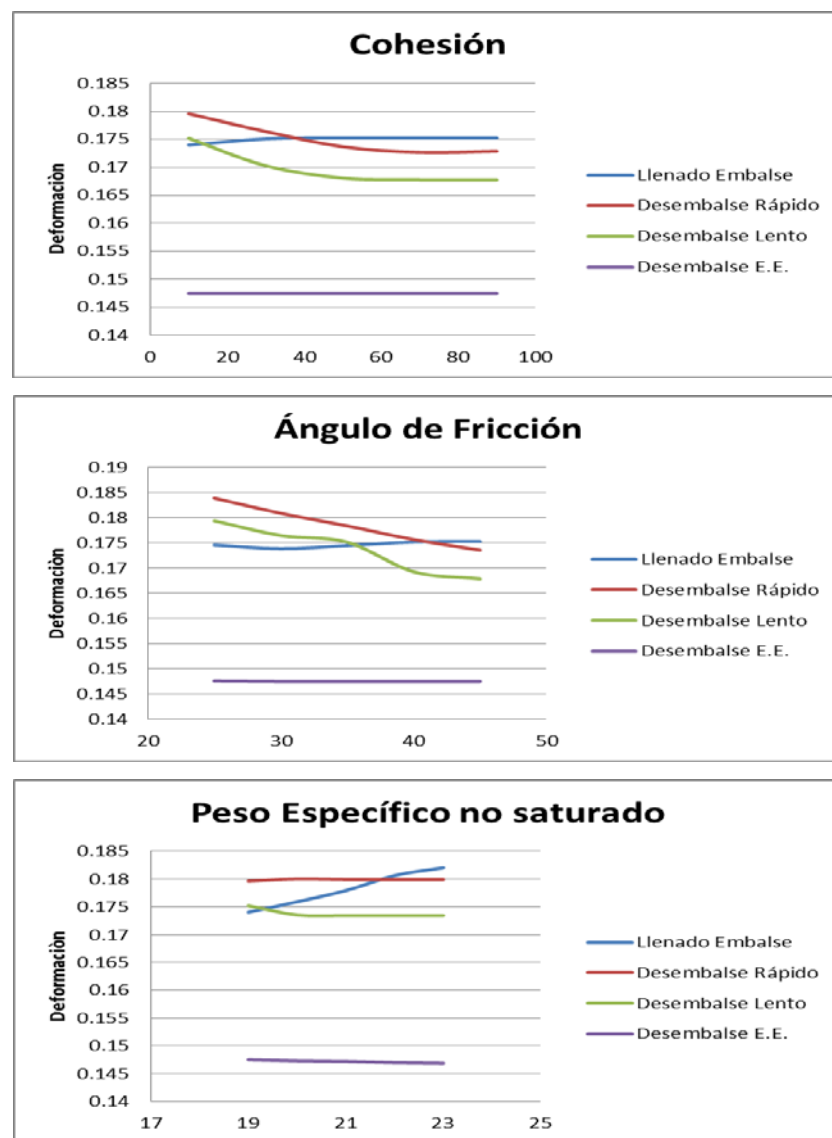 Cohesión
0.185
0.18
0.175
0.17
0.165
0.16
0.155
0.15
0.145
0.14
Deformaciòn
0 20 40 60 80 100
Llenado Embalse
Desembalse Rápido
Desembalse Lento
Desembalse E.E.
Ángulo de Fricción
0.19
0.185
0.18
0.175
0.17
0.165
0.16
0.155
0.15
0.145
0.14
Deformaciòn
20 30 40 50
Llenado Embalse
Desembalse Rápido
Desembalse Lento
Desembalse E.E.
Peso Específico no saturado
0.185
0.18
0.175
0.17
0.165
0.16
0.155
0.15
0.145
0.14
Deformaciòn
17 19 21 23 25
Llenado Embalse
Desembalse Rápido
Desembalse Lento
Desembalse E.E.